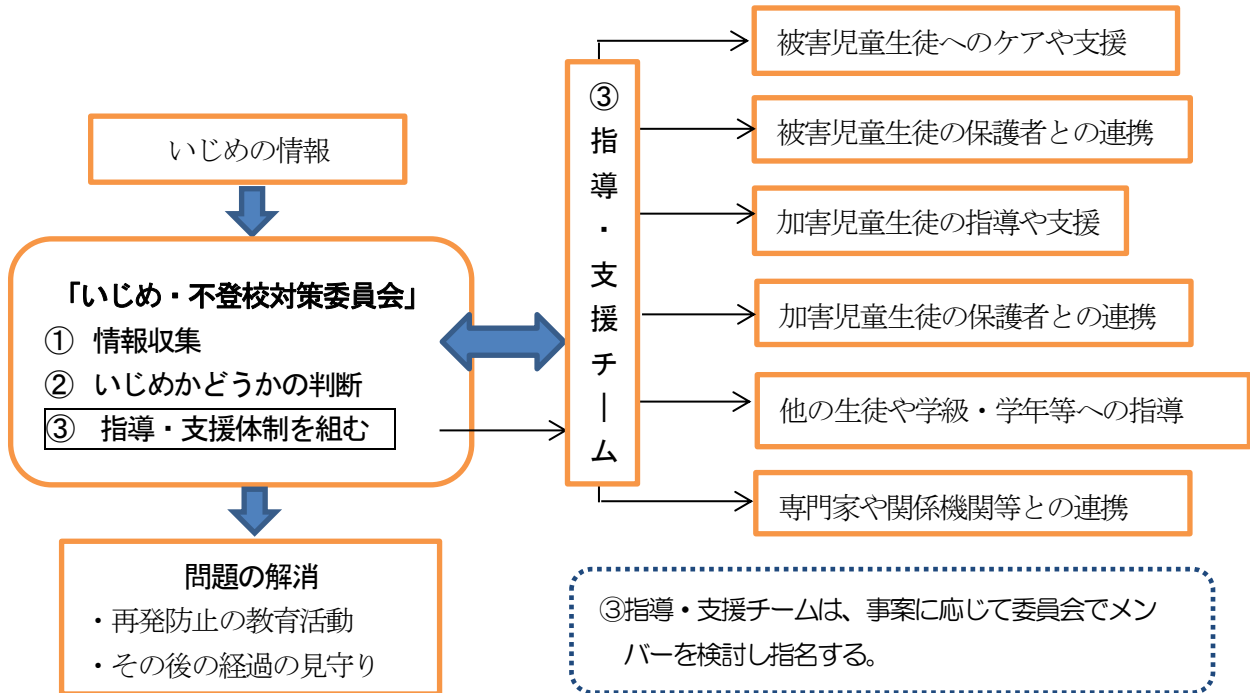 いじめの情報
「いじめ・不登校対策委員会」
① 情報収集
② いじめかどうかの判断
③ 指導・支援体制を組む
問題の解消
・再発防止の教育活動
・その後の経過の見守り
③指導・支援チーム
被害児童生徒へのケアや支援
被害児童生徒の保護者との連携
加害児童生徒の指導や支援
加害児童生徒の保護者との連携
他の生徒や学級・学年等への指導
専門家や関係機関等との連携
③指導・支援チームは、事案に応じて委員会でメン
バーを検討し指名する。